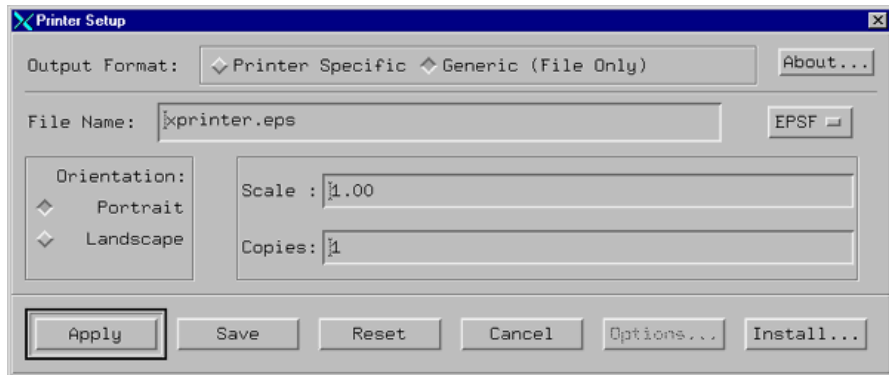 Printer Setup
Output Format: Printer Specific Generic (File Only) About...
File Name: xprinter.eps EPSF
Orientation:
Portrait
Landscape
Scale : 1.00
Copies: 1
Apply Save Reset Cancel Options... Install...